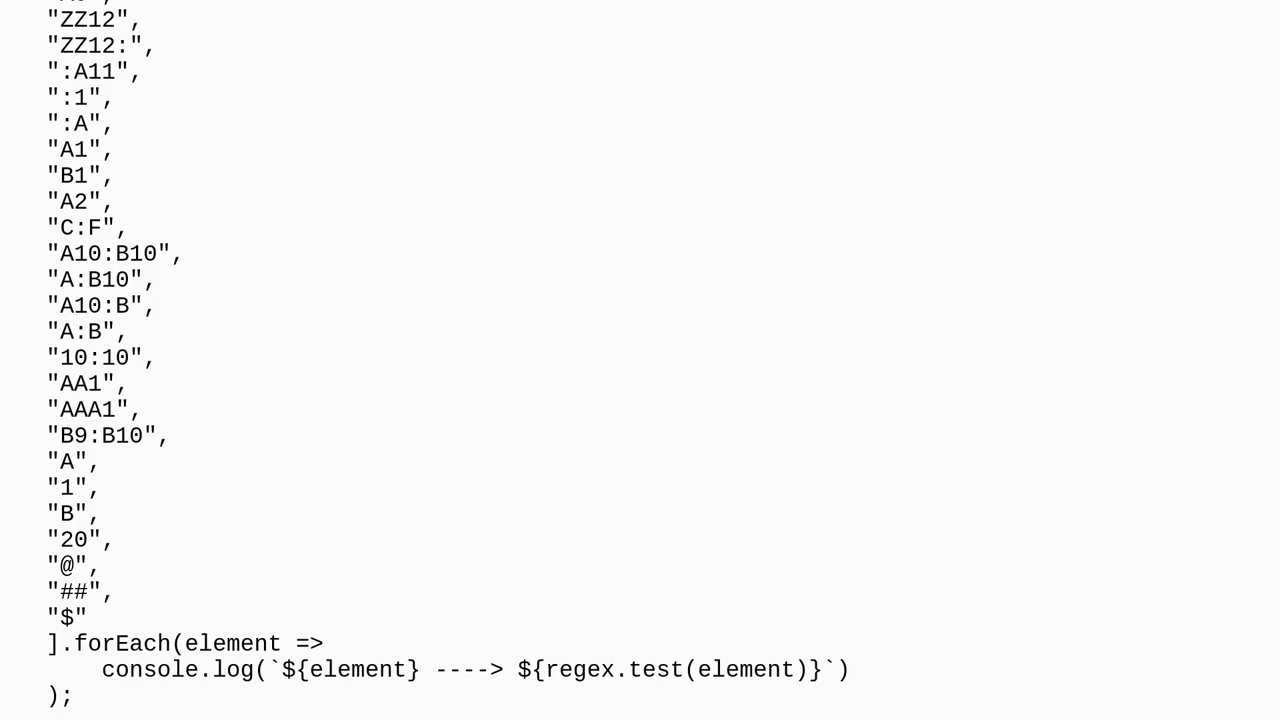 "ZZ12",
"ZZ12:",
":A11",
":1",
":A",
"A1",
"B1",
"A2",
"C:F",
"A10:B10",
"A:B10",
"A10:B",
"A:B",
"10:10",
"AA1",
"AAA1",
"B9:B10",
"A",
"1",
"B",
"20",
"@",
"##",
"$"
].forEach(element =>
    console.log(`${element} ----> ${regex.test(element)}`)
);